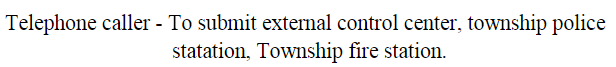 Telephone caller - To submit external control center, township police
statation, Township fire station.